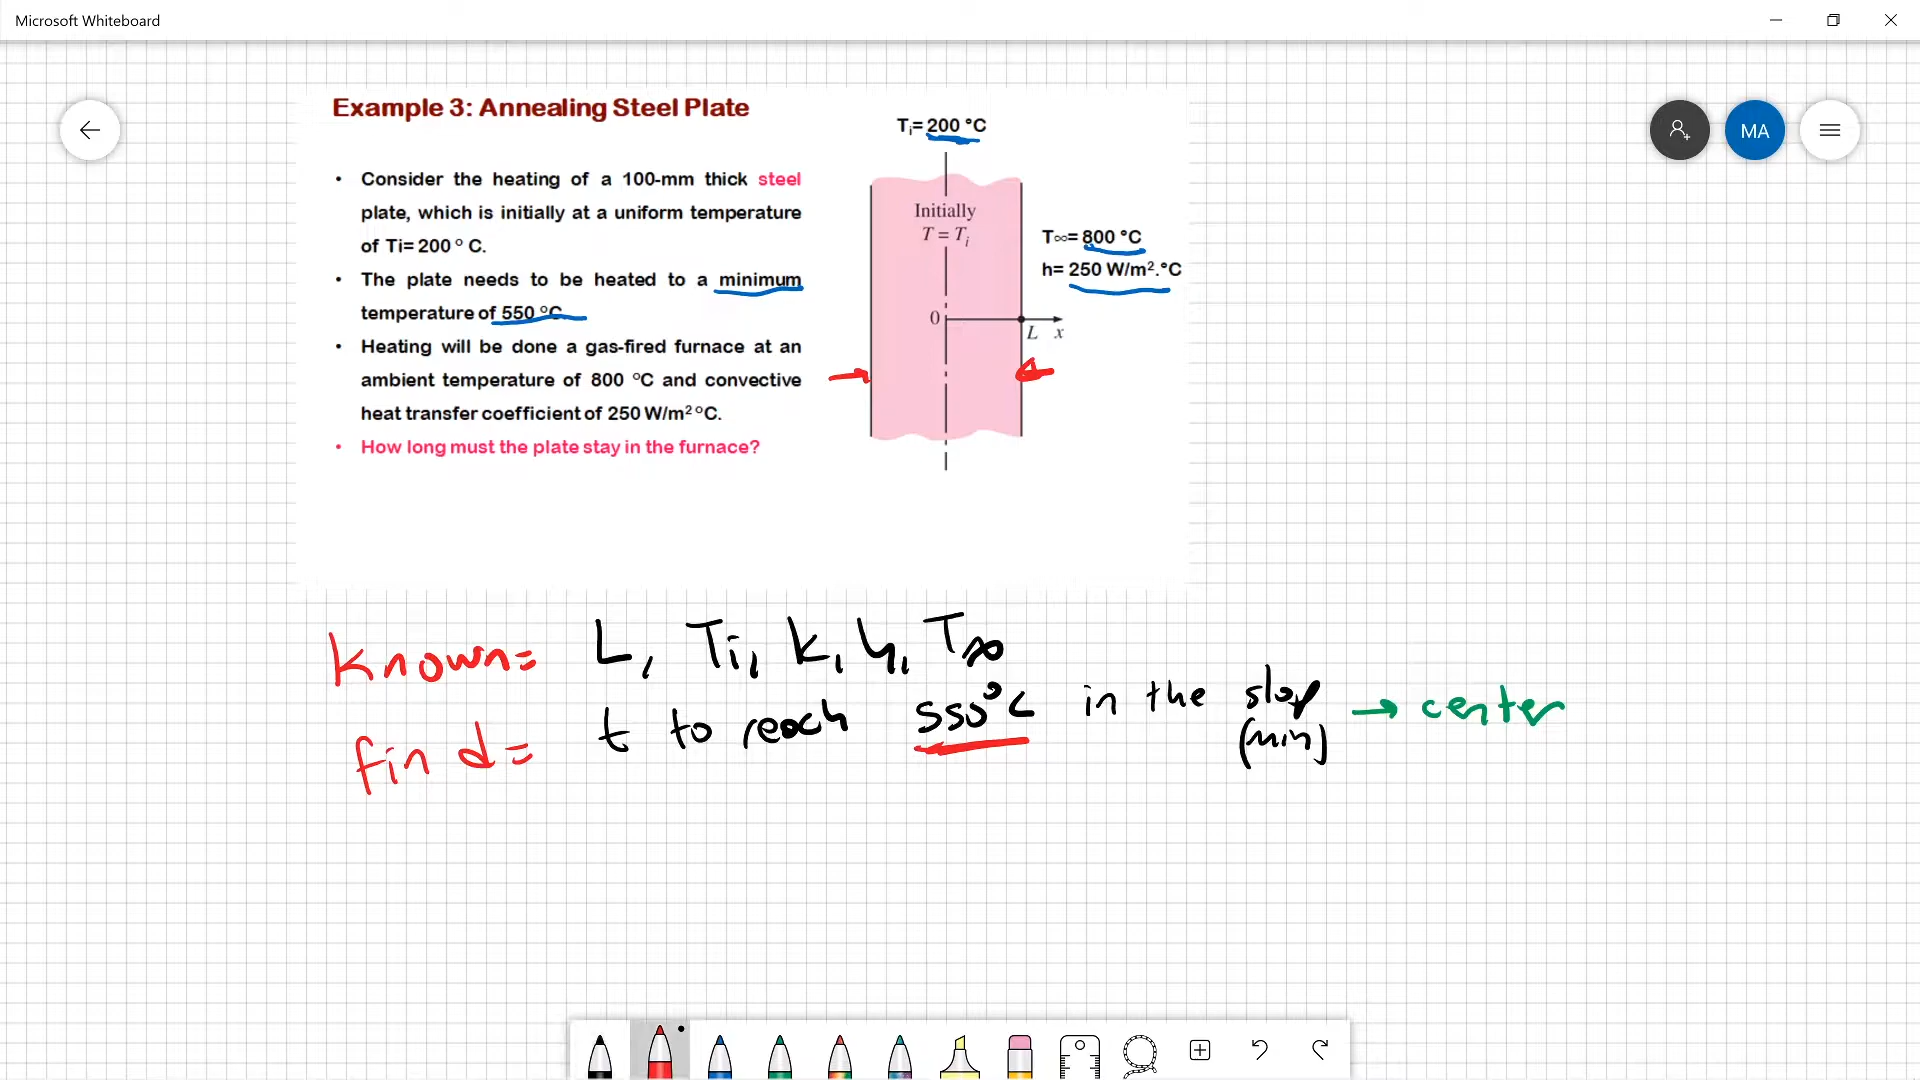 Microsoft Whiteboard
MA
Example 3: Annealing Steel Plate
• Consider the heating of a 100-mm thick steel
plate, which is initially at a uniform temperature
of Ti= 200 ° C.
• The plate needs to be heated to a minimum
temperature of 550 °C.
• Heating will be done a gas-fired furnace at an
ambient temperature of 800 °C and convective
heat transfer coefficient of 250 W/m² °C.
• How long must the plate stay in the furnace?
Tᵢ= 200 °C
Initially
T = Tᵢ
T∞= 800 °C
h= 250 W/m².°C
0
L x
known= L, Ti, k, h, T∞
find= t to reach 550°C in the slap → center
(min)